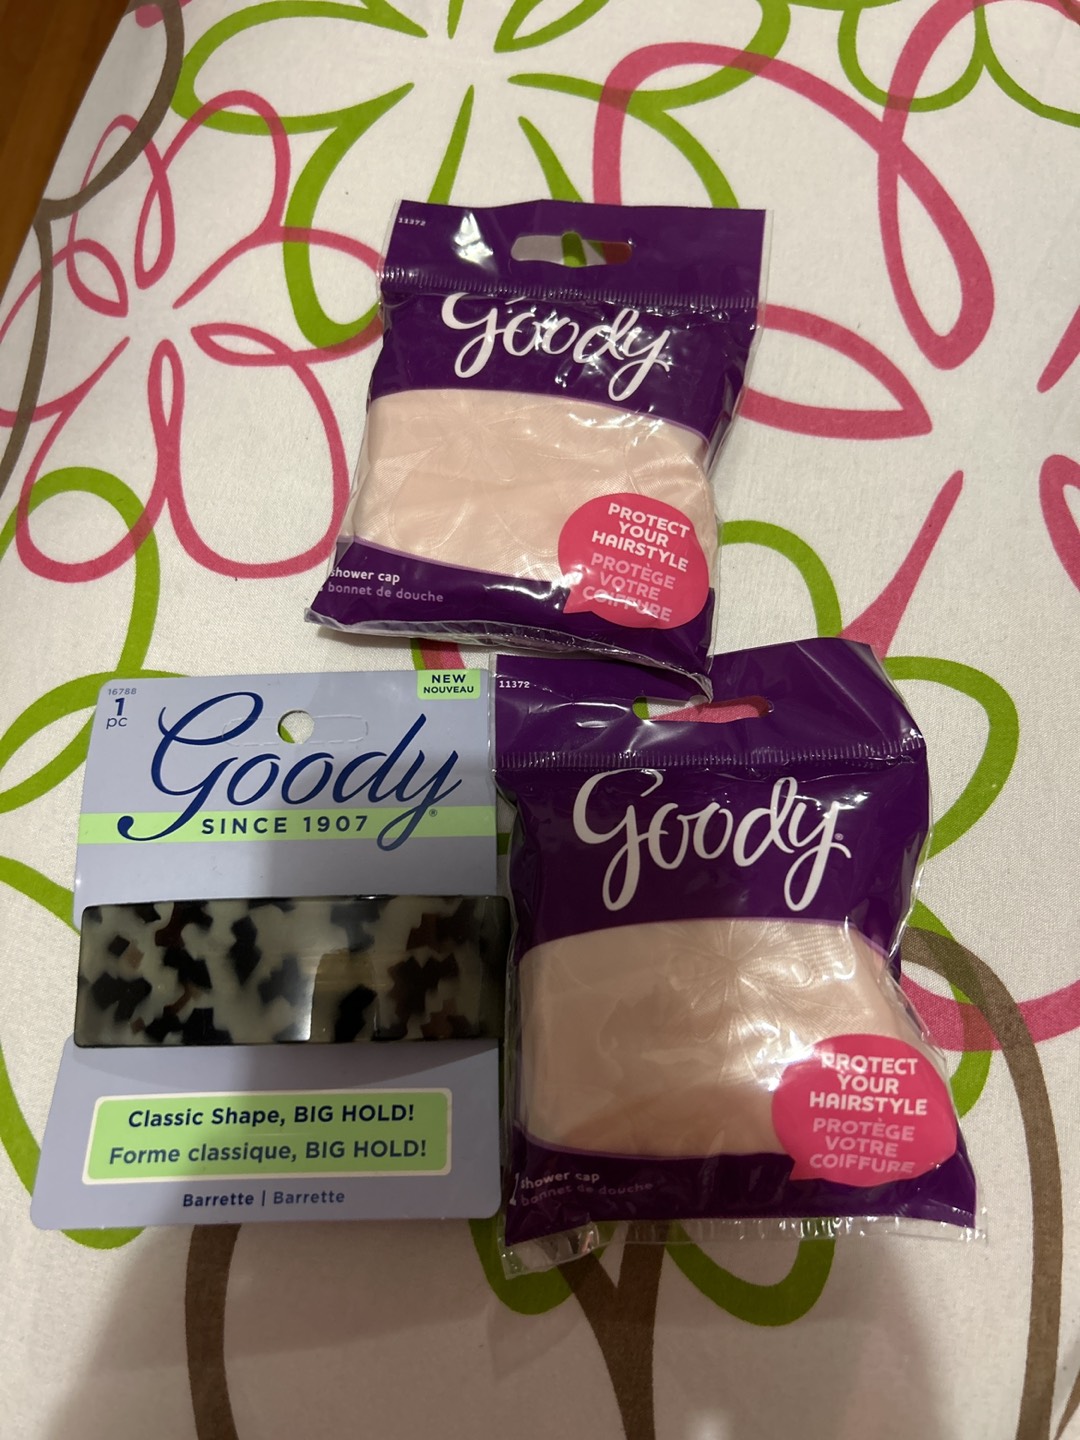 11372
Goody
PROTECT
YOUR
HAIRSTYLE
PROTÈGE
VOTRE
COIFFURE
shower cap
bonnet de douche
16788
1
pc
NEW
NOUVEAU
Goody®
SINCE 1907
Classic Shape, BIG HOLD!
Forme classique, BIG HOLD!
Barrette | Barrette
11372
Goody®
PROTECT
YOUR
HAIRSTYLE
PROTÈGE
VOTRE
COIFFURE
1 shower cap
bonnet de douche